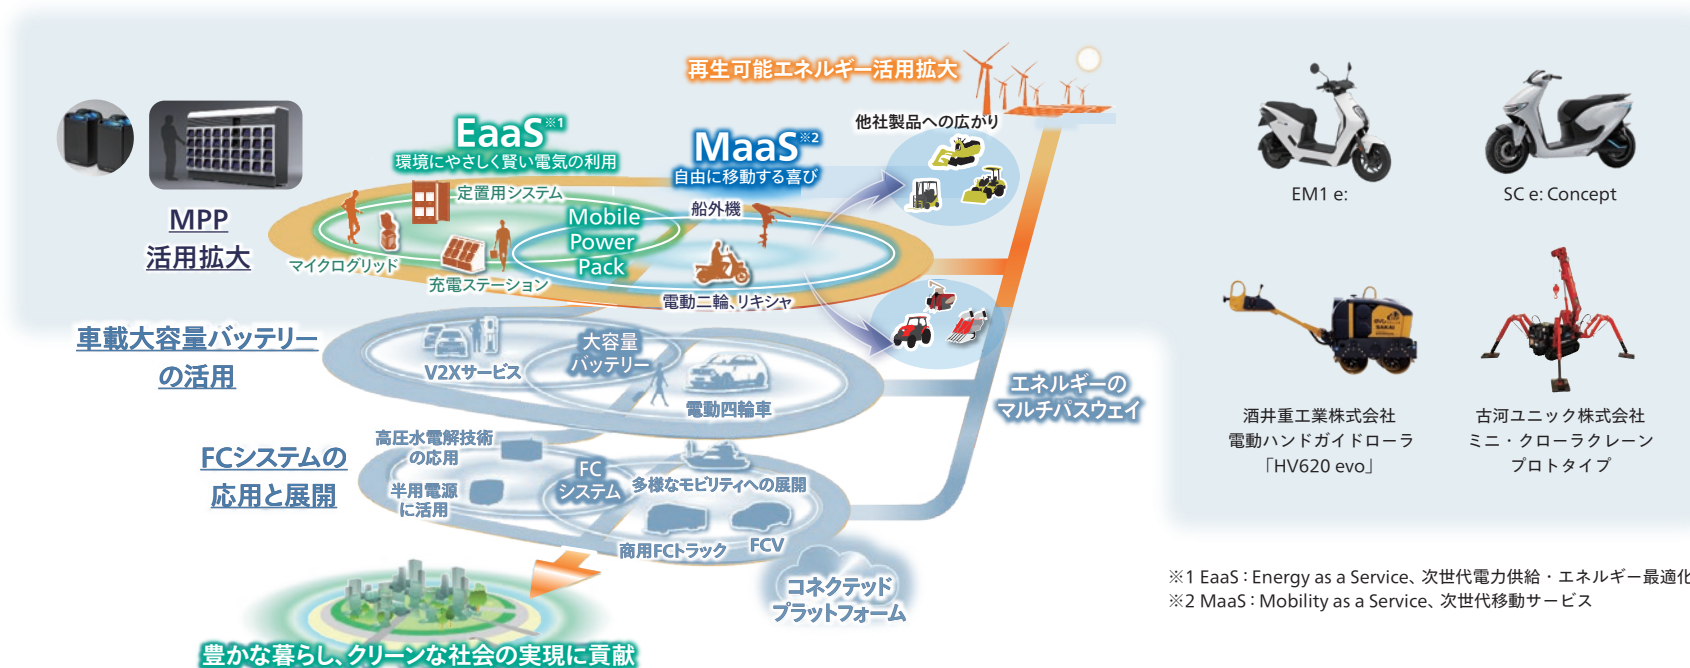 再生可能エネルギー活用拡大
EaaS※1
環境にやさしく賢い電気の利用
MaaS※2
自由に移動する喜び
他社製品への広がり
MPP
活用拡大
定置用システム
Mobile
Power
Pack
船外機
マイクログリッド
充電ステーション
電動二輪、リキシャ
車載大容量バッテリー
の活用
V2Xサービス
大容量
バッテリー
電動四輪車
エネルギーの
マルチパスウェイ
FCシステムの
応用と展開
高圧水電解技術
の応用
半用電源
に活用
FC
システム
多様なモビリティへの展開
商用FCトラック
FCV
コネクテッド
プラットフォーム
豊かな暮らし、クリーンな社会の実現に貢献
EM1 e:
SC e: Concept
SAKAI
酒井重工業株式会社
電動ハンドガイドローラ
「HV620 evo」
古河ユニック株式会社
ミニ・クローラクレーン
プロトタイプ
※1 EaaS：Energy as a Service、次世代電力供給・エネルギー最適化
※2 MaaS：Mobility as a Service、次世代移動サービス